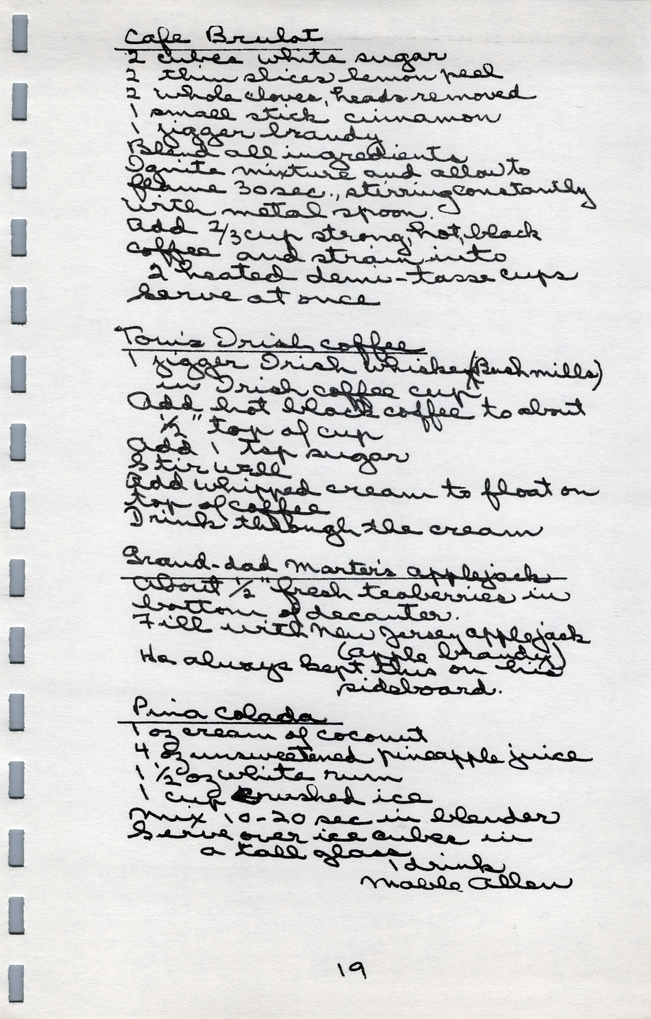 Cafe Brulot
2 cubes white sugar
2 thin slices lemon peel
2 whole cloves, heads removed
1 small stick cinnamon
1 jigger brandy
Blend all ingredients
Ignite mixture and allow to
flame 30 sec., stirring constantly
with metal spoon.
Add 2/3 cup strong, hot, black
coffee and strain into
2 heated demi-tasse cups
Serve at once
Tom's Irish coffee
1 jigger Irish whiskey (Bushmills)
in Irish coffee cup
Add hot black coffee to about
1/2" top of cup
Add 1 tsp sugar
Stir well
Add whipped cream to float on
top of coffee
Drink through the cream
Grand-dad Marter's applejack
About 1/2" fresh teaberries in
bottom of decanter.
Fill with New Jersey applejack
(apple brandy)
He always kept this on his
sideboard.
Pina Colada
1 oz cream of coconut
4 oz unsweetened pineapple juice
1 1/2 oz white rum
1 cup crushed ice
Mix 10-20 sec in blender
Serve over ice cubes in
a tall glass
1 drink
Mable Allen
19